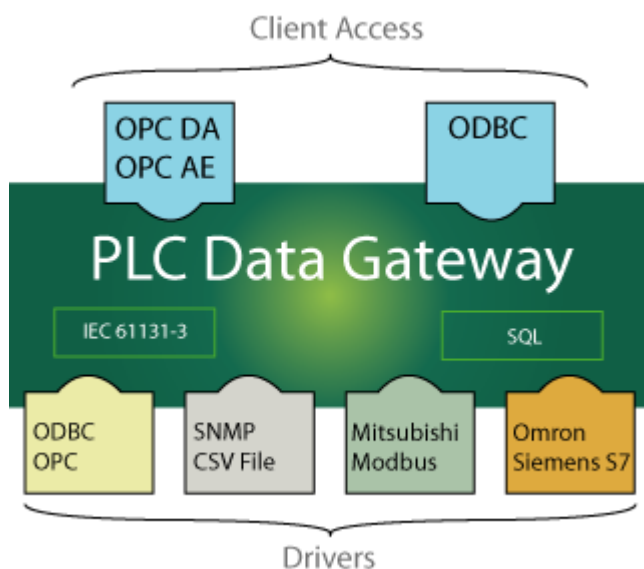 Client Access
OPC DA
OPC AE
ODBC
PLC Data Gateway
IEC 61131-3
SQL
ODBC
OPC
SNMP
CSV File
Mitsubishi
Modbus
Omron
Siemens S7
Drivers